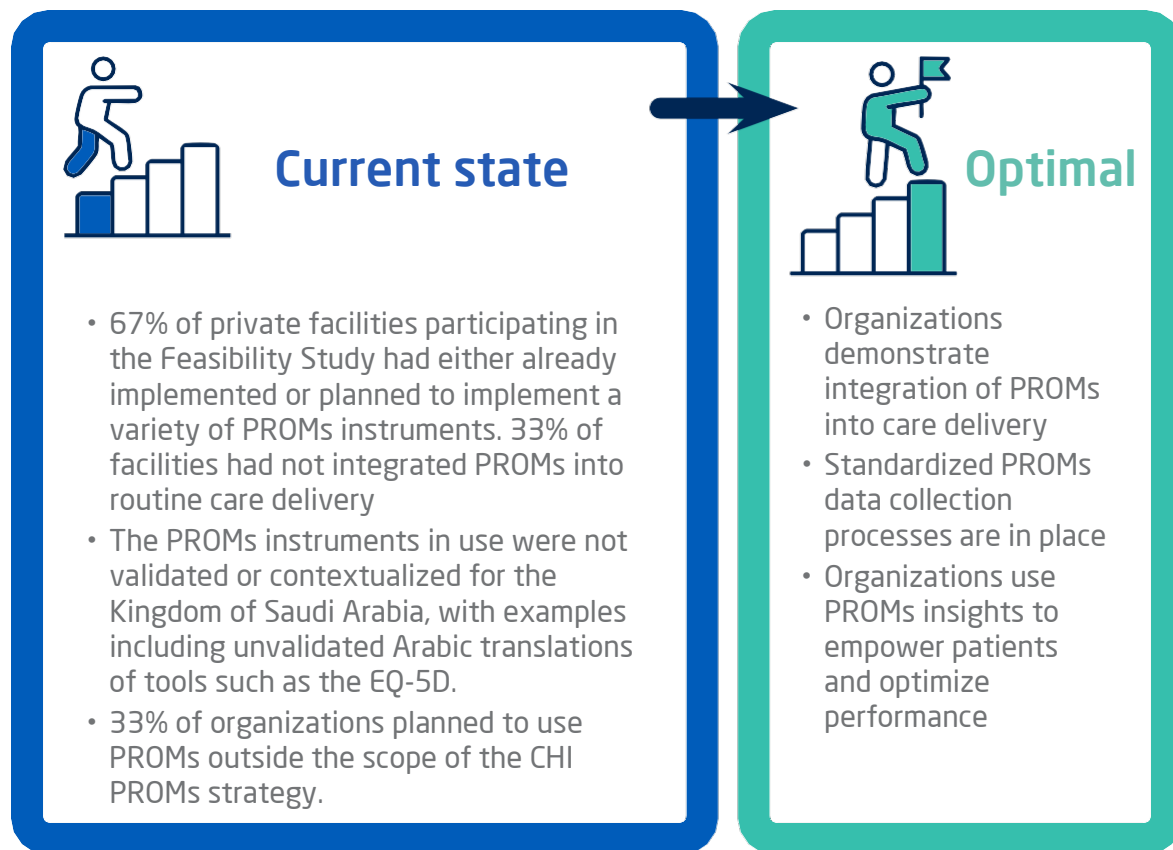 Current state
• 67% of private facilities participating in
the Feasibility Study had either already
implemented or planned to implement a
variety of PROMs instruments. 33% of
facilities had not integrated PROMs into
routine care delivery
• The PROMs instruments in use were not
validated or contextualized for the
Kingdom of Saudi Arabia, with examples
including unvalidated Arabic translations
of tools such as the EQ-5D.
• 33% of organizations planned to use
PROMs outside the scope of the CHI
PROMs strategy.
Optimal
• Organizations
demonstrate
integration of PROMs
into care delivery
• Standardized PROMs
data collection
processes are in place
• Organizations use
PROMs insights to
empower patients
and optimize
performance